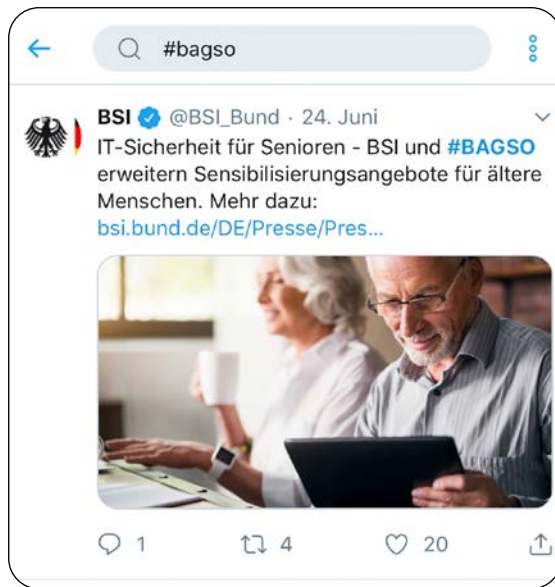 #bagso
BSI @BSI_Bund · 24. Juni
IT-Sicherheit für Senioren - BSI und #BAGSO
erweitern Sensibilisierungsangebote für ältere
Menschen. Mehr dazu:
bsi.bund.de/DE/Presse/Pres...
1 4 20